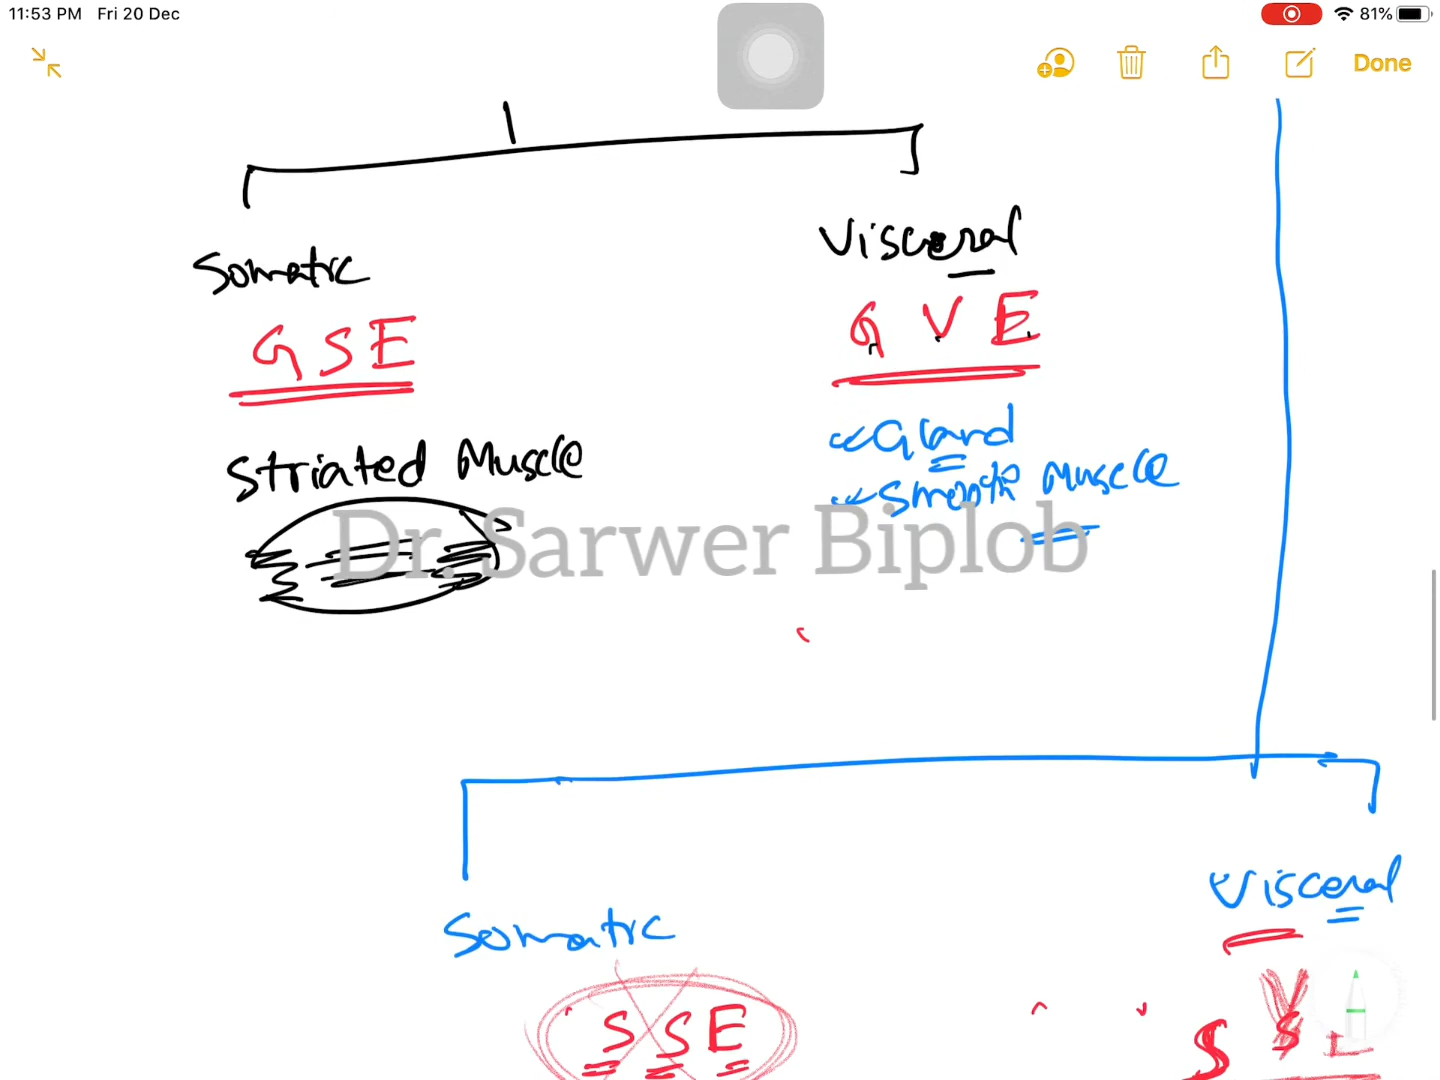 11:53 PM Fri 20 Dec
81%
Done
Somatic
Visceral
GSE
GVE
Gland
Striated Muscle
Smooth Muscle
Dr. Sarwer Biplob
Somatic
Visceral
SSE
S